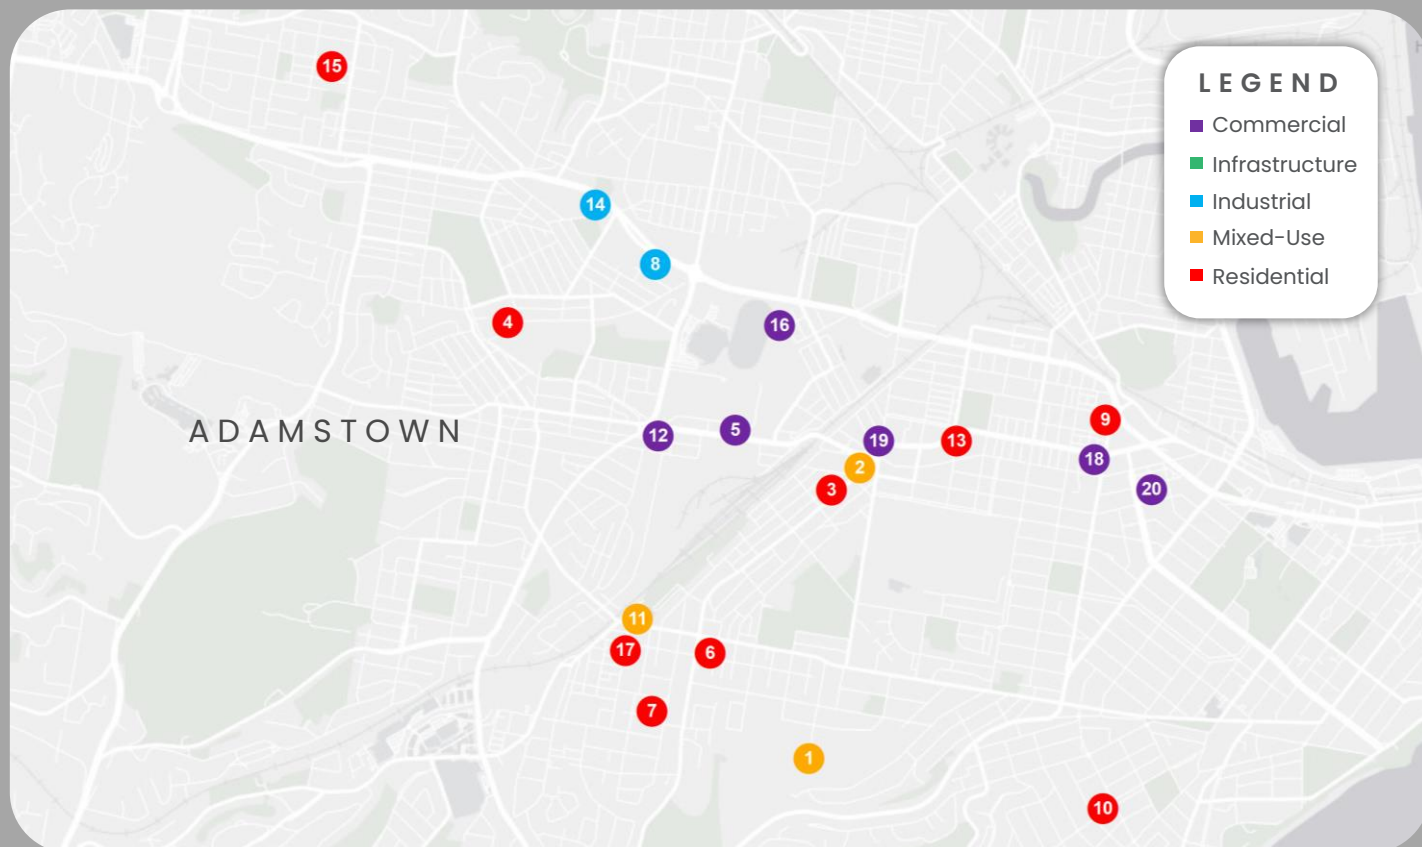 15
LEGEND
Commercial
Infrastructure
Industrial
Mixed-Use
Residential
14
8
4
16
ADAMSTOWN
12
5
19
13
9
2
18
3
20
11
17
6
7
1
10